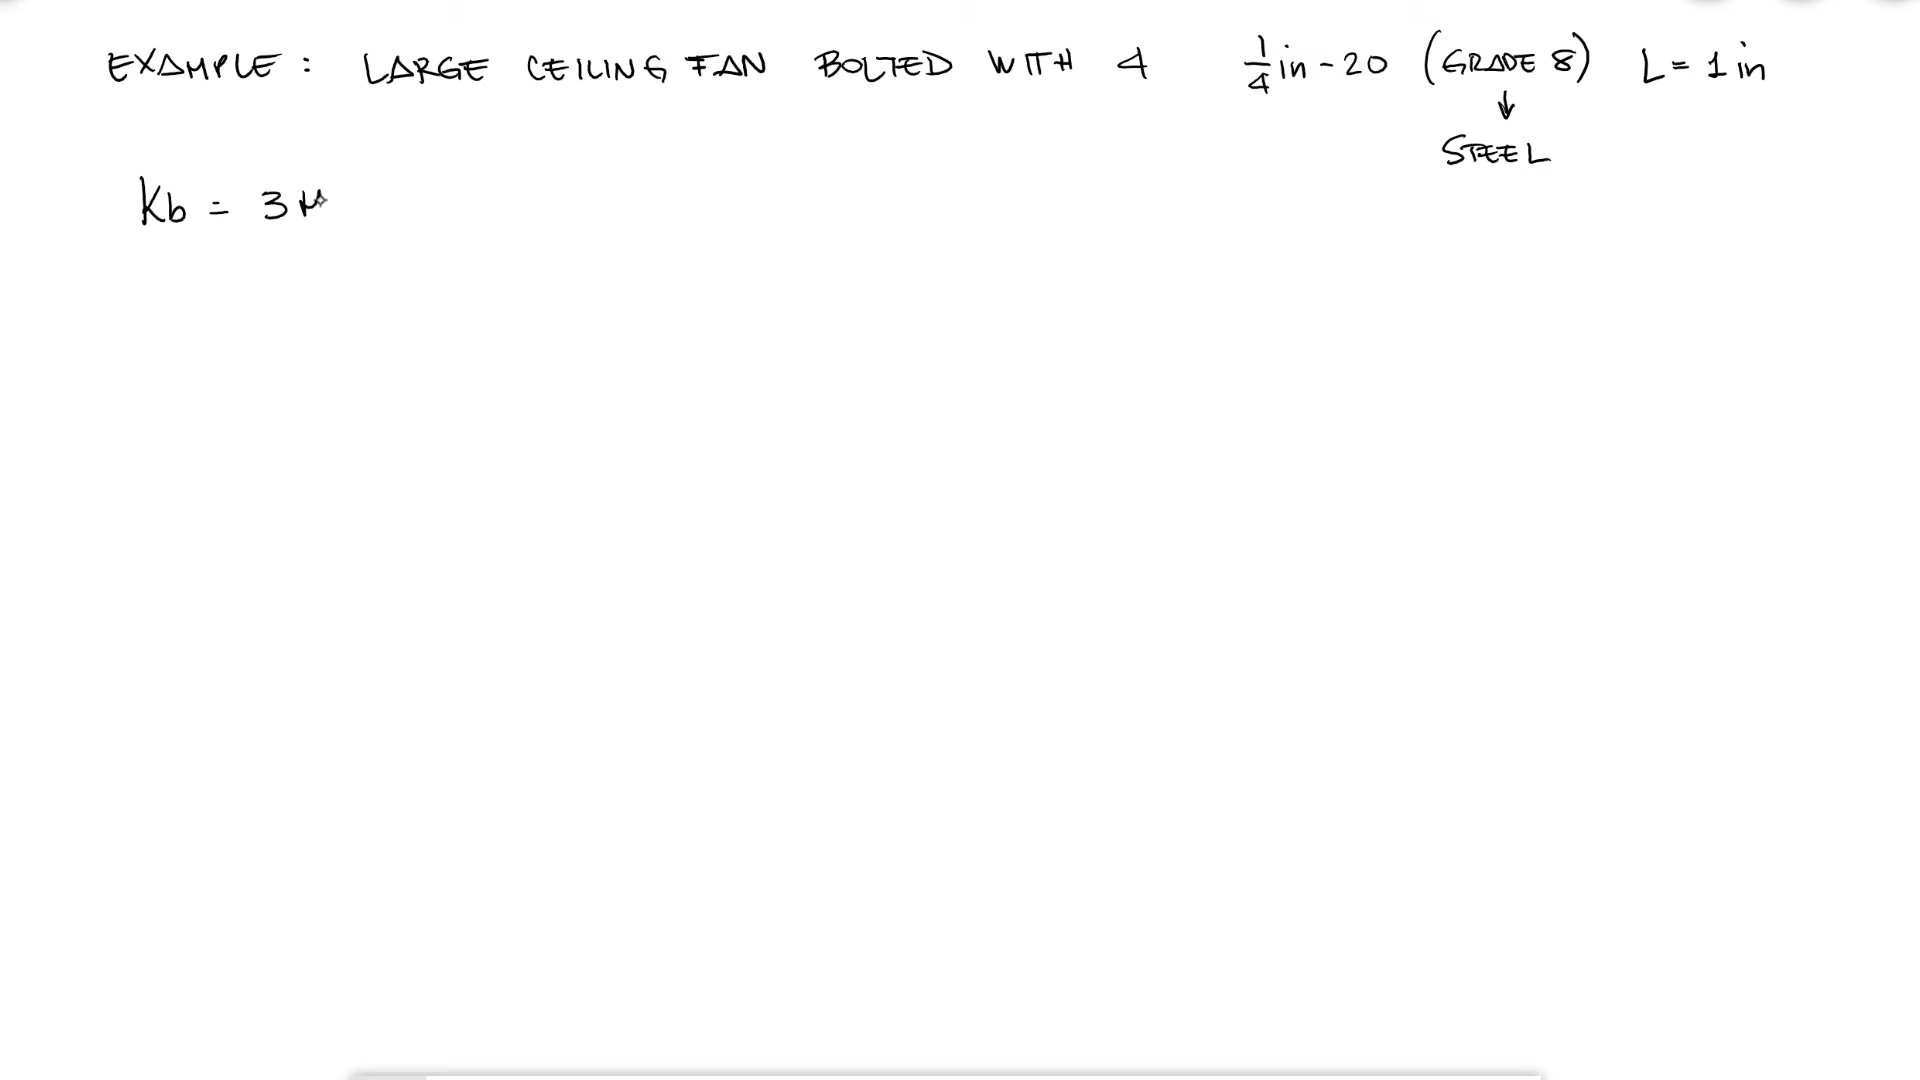 EXAMPLE: LARGE CEILING FAN BOLTED WITH 4 1/4 in-20 (GRADE 8) L= 1 in
↓
STEEL
Kb = 3 M